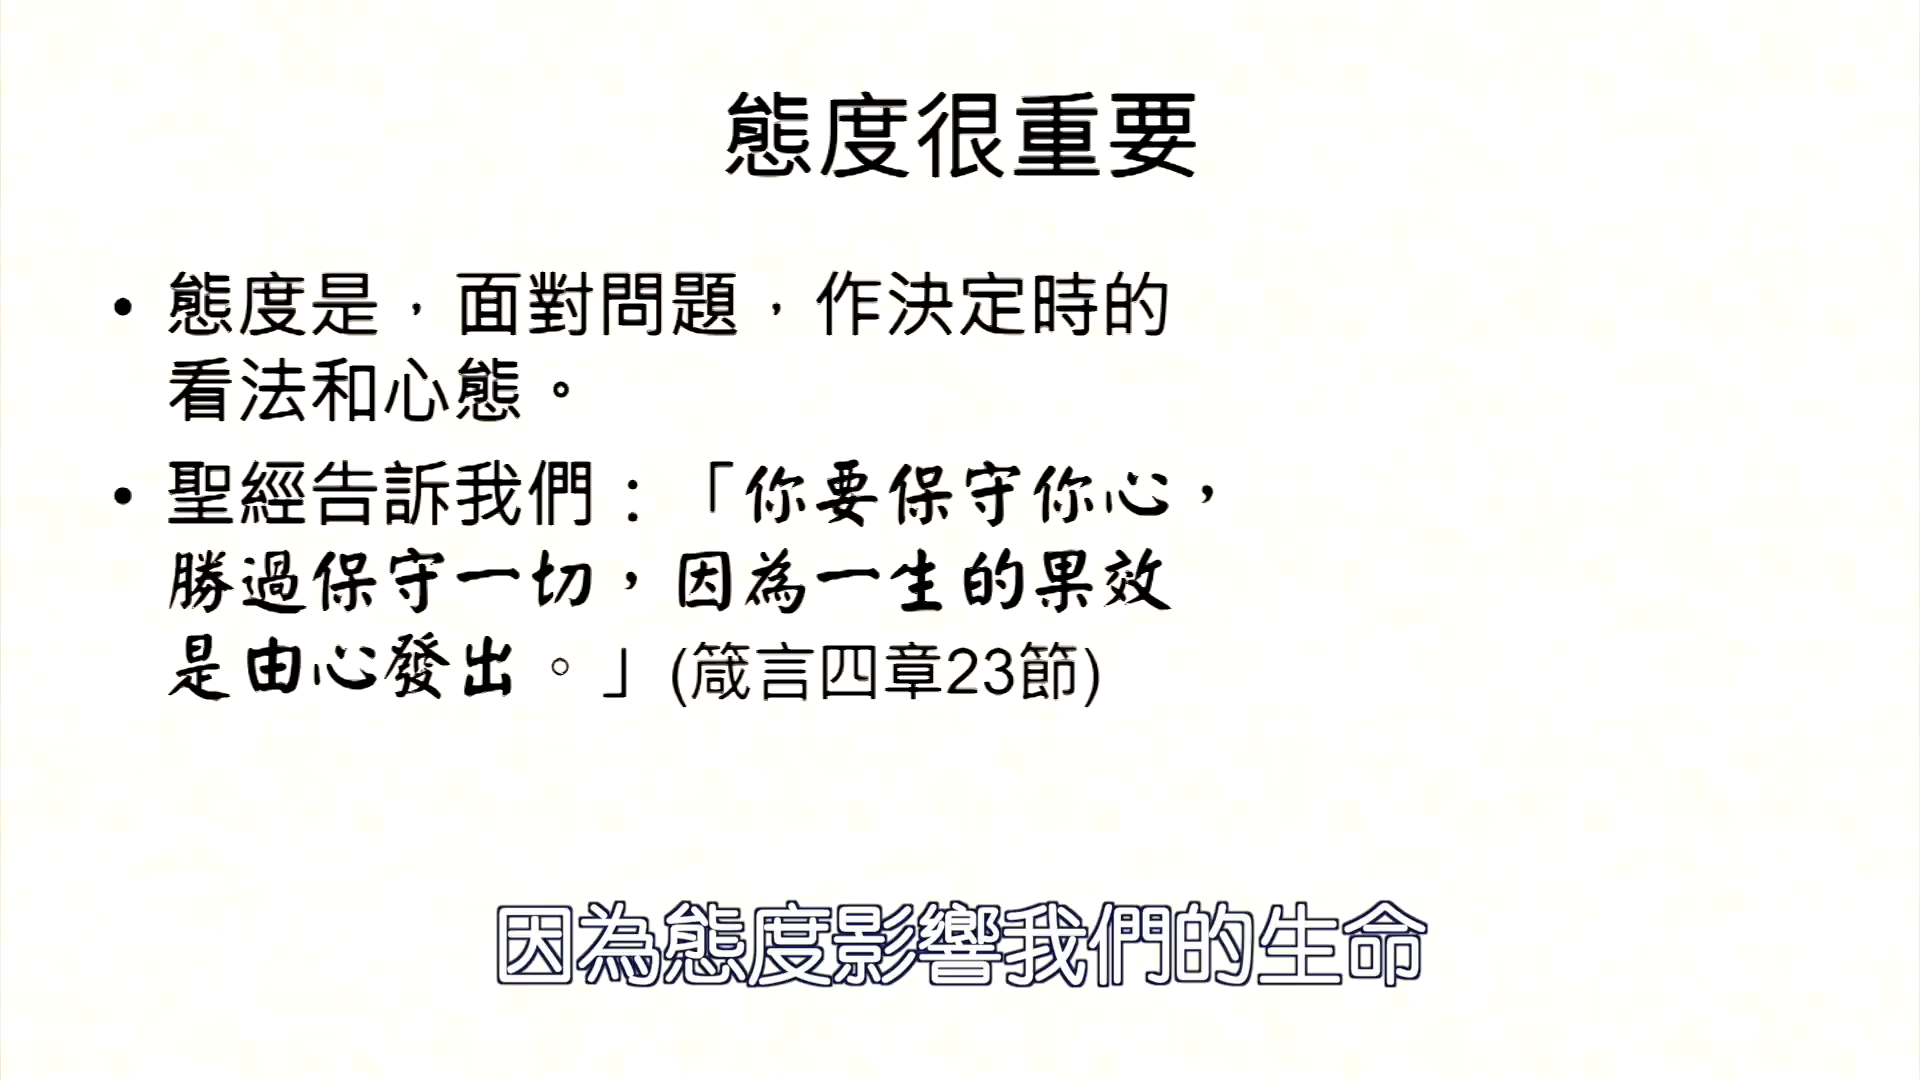 態度很重要
• 態度是，面對問題，作決定時的
看法和心態。
• 聖經告訴我們：「你要保守你心，
勝過保守一切，因為一生的果效
是由心發出。」(箴言四章23節)
因為態度影響我們的生命